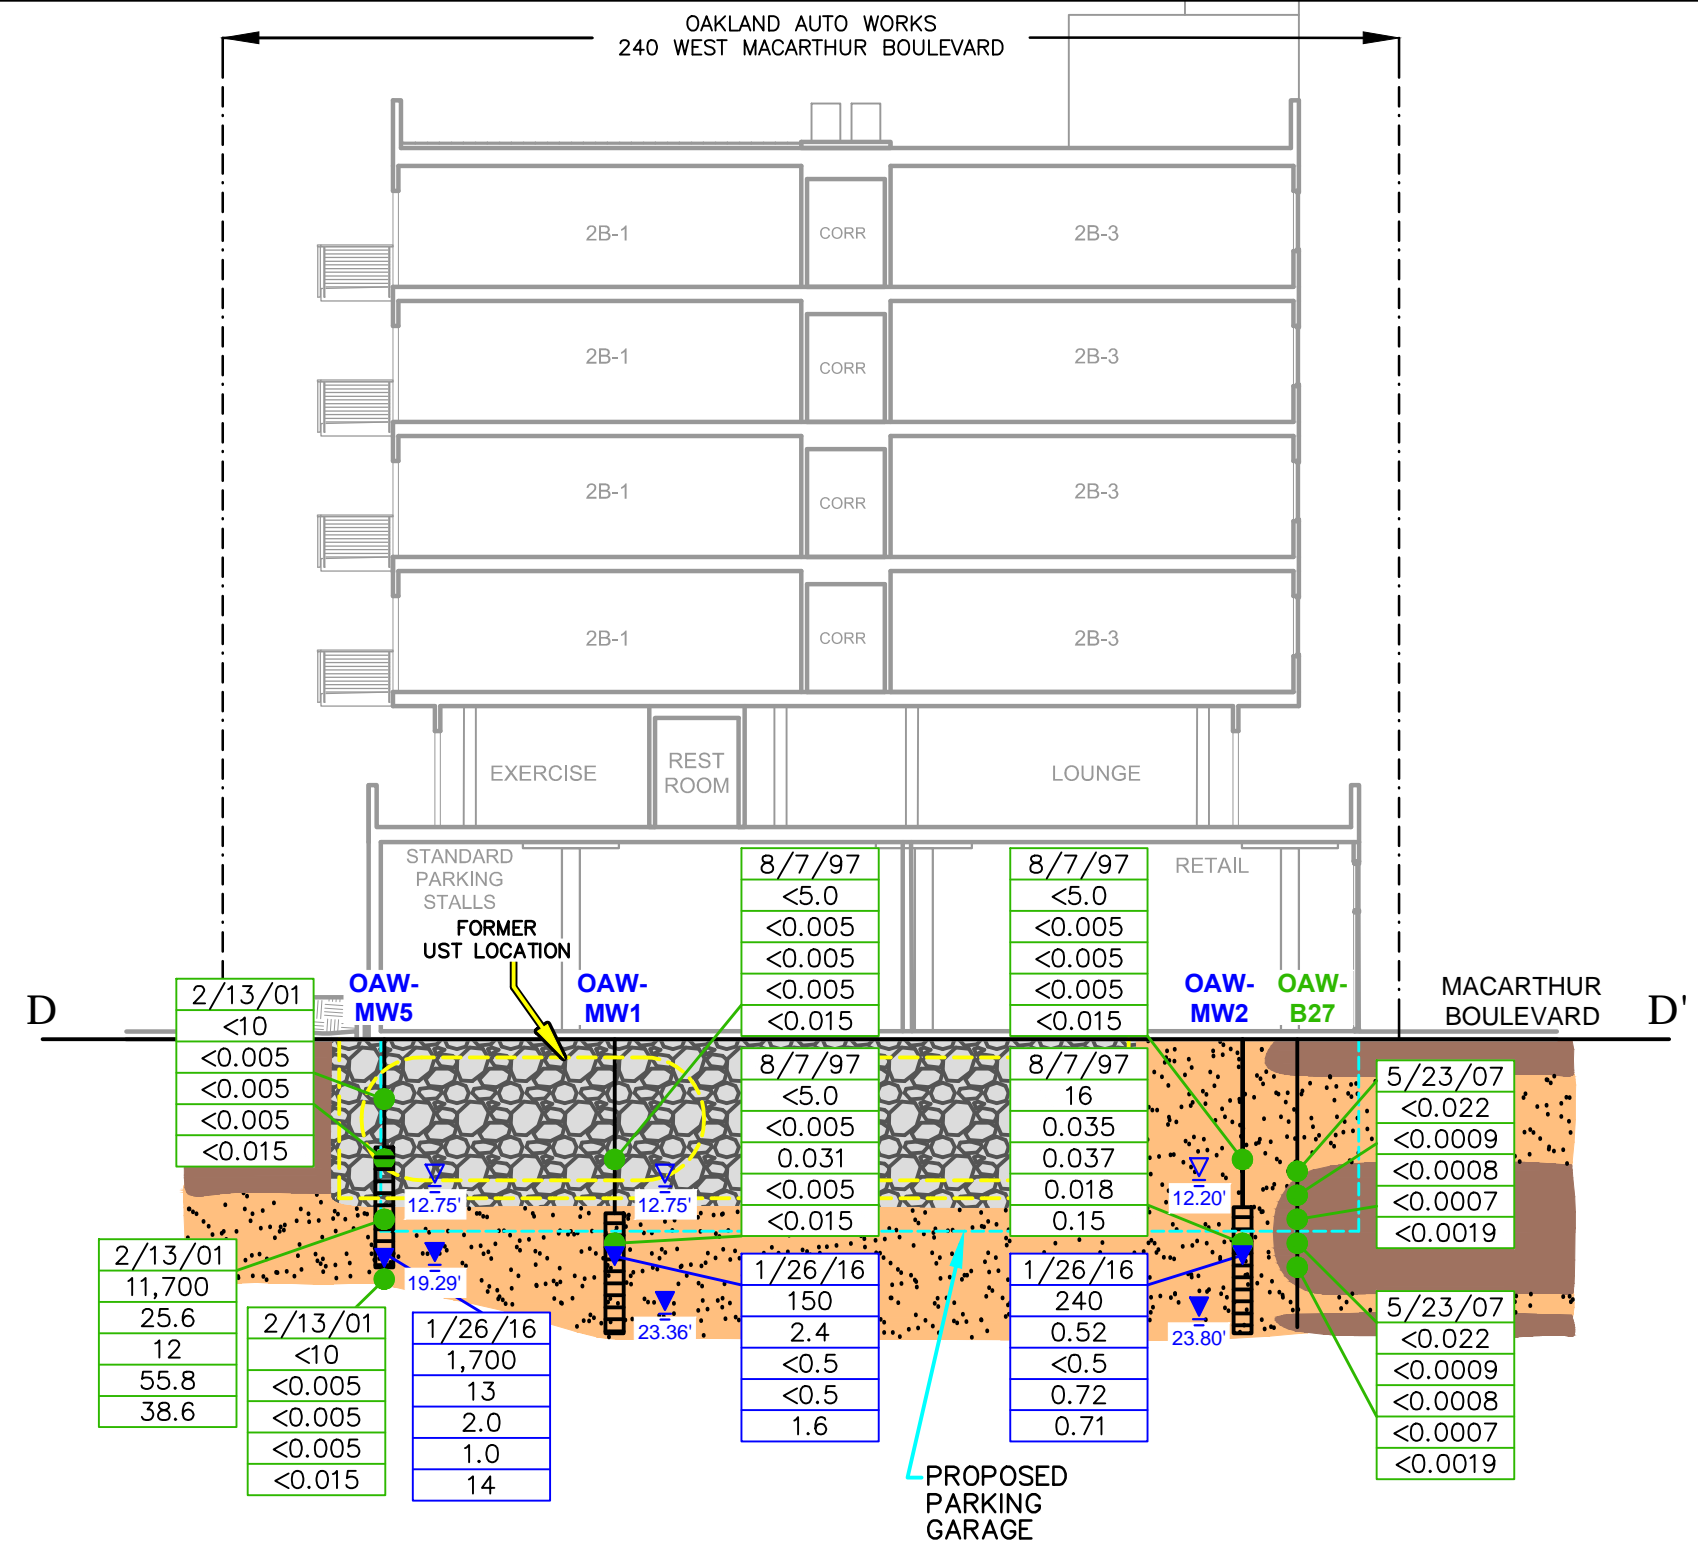 OAKLAND AUTO WORKS
240 WEST MACARTHUR BOULEVARD
2B-1
CORR
2B-3
2B-1
CORR
2B-3
2B-1
CORR
2B-3
2B-1
CORR
2B-3
EXERCISE
REST
ROOM
LOUNGE
STANDARD
PARKING
STALLS
RETAIL
FORMER
UST LOCATION
OAW-
MW5
OAW-
MW1
OAW-
MW2
OAW-
B27
MACARTHUR
BOULEVARD
D
D'
2/13/01
<10
<0.005
<0.005
<0.005
<0.015
8/7/97
<5.0
<0.005
<0.005
<0.005
<0.015
8/7/97
<5.0
<0.005
<0.005
<0.005
<0.015
8/7/97
<5.0
<0.005
0.031
<0.005
<0.015
8/7/97
16
0.035
0.037
0.018
0.15
5/23/07
<0.022
<0.0009
<0.0008
<0.0007
<0.0019
12.75'
12.75'
12.20'
19.29'
23.36'
23.80'
2/13/01
11,700
25.6
12
55.8
38.6
2/13/01
<10
<0.005
<0.005
<0.005
<0.015
1/26/16
1,700
13
2.0
1.0
14
1/26/16
150
2.4
<0.5
<0.5
1.6
1/26/16
240
0.52
<0.5
0.72
0.71
5/23/07
<0.022
<0.0009
<0.0008
<0.0007
<0.0019
PROPOSED
PARKING
GARAGE